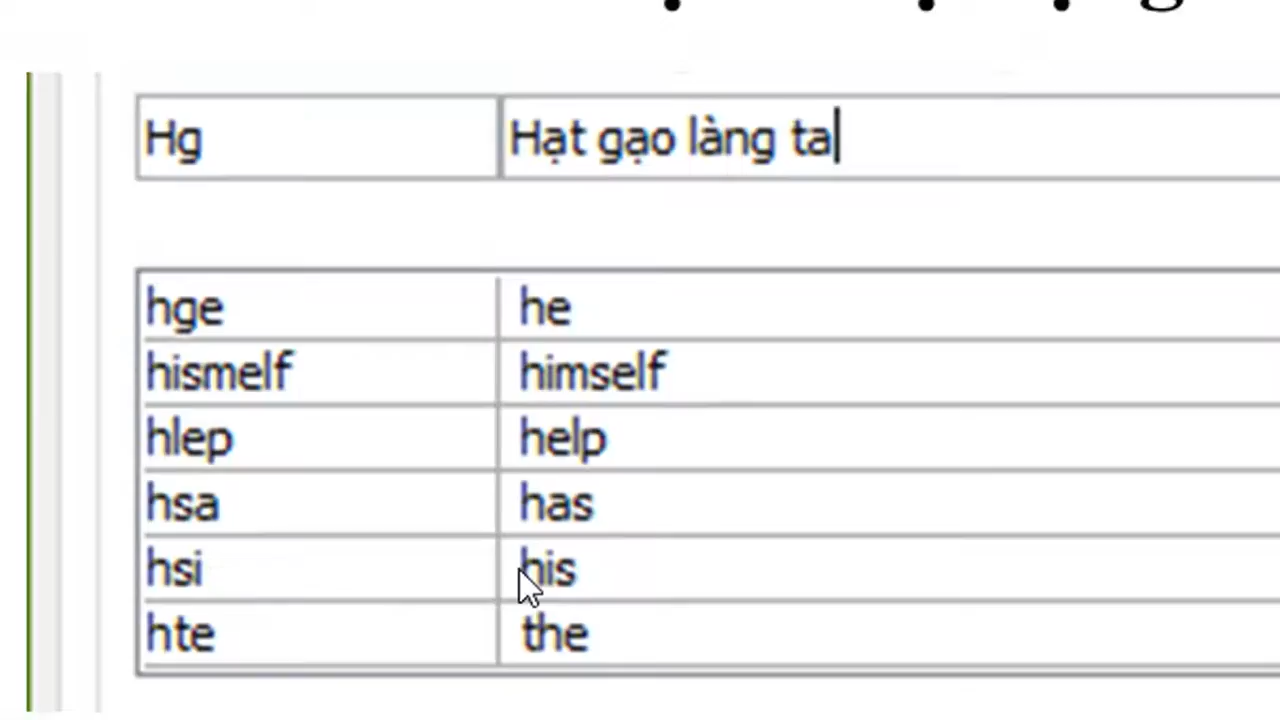 Hg Hạt gạo làng ta
hge he
hismelf himself
hlep help
hsa has
hsi his
hte the